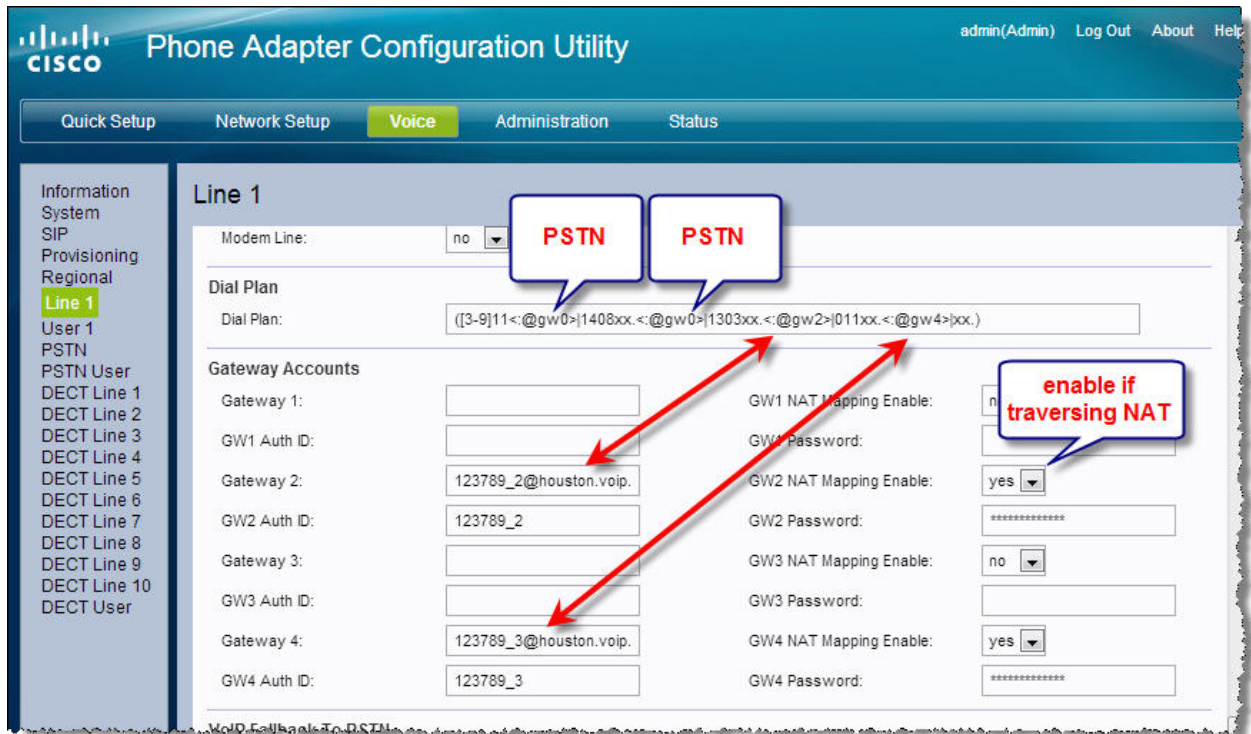 cisco
Phone Adapter Configuration Utility
admin(Admin) Log Out About Help
Quick Setup Network Setup Voice Administration Status
Information
System
SIP
Provisioning
Regional
Line 1
User 1
PSTN
PSTN User
DECT Line 1
DECT Line 2
DECT Line 3
DECT Line 4
DECT Line 5
DECT Line 6
DECT Line 7
DECT Line 8
DECT Line 9
DECT Line 10
DECT User
Line 1
PSTN PSTN
Modem Line: no
Dial Plan
Dial Plan: ([3-9]11<:@gw0>|1408xx.<:@gw0>|1303xx.<:@gw2>|011xx.<:@gw4>|xx.)
Gateway Accounts
enable if
traversing NAT
Gateway 1: GW1 NAT Mapping Enable:
GW1 Auth ID: GW1 Password:
Gateway 2: 123789_2@houston.voip. GW2 NAT Mapping Enable: yes
GW2 Auth ID: 123789_2 GW2 Password: *************
Gateway 3: GW3 NAT Mapping Enable: no
GW3 Auth ID: GW3 Password:
Gateway 4: 123789_3@houston.voip. GW4 NAT Mapping Enable: yes
GW4 Auth ID: 123789_3 GW4 Password: *************
VoIP Fallback To PSTN